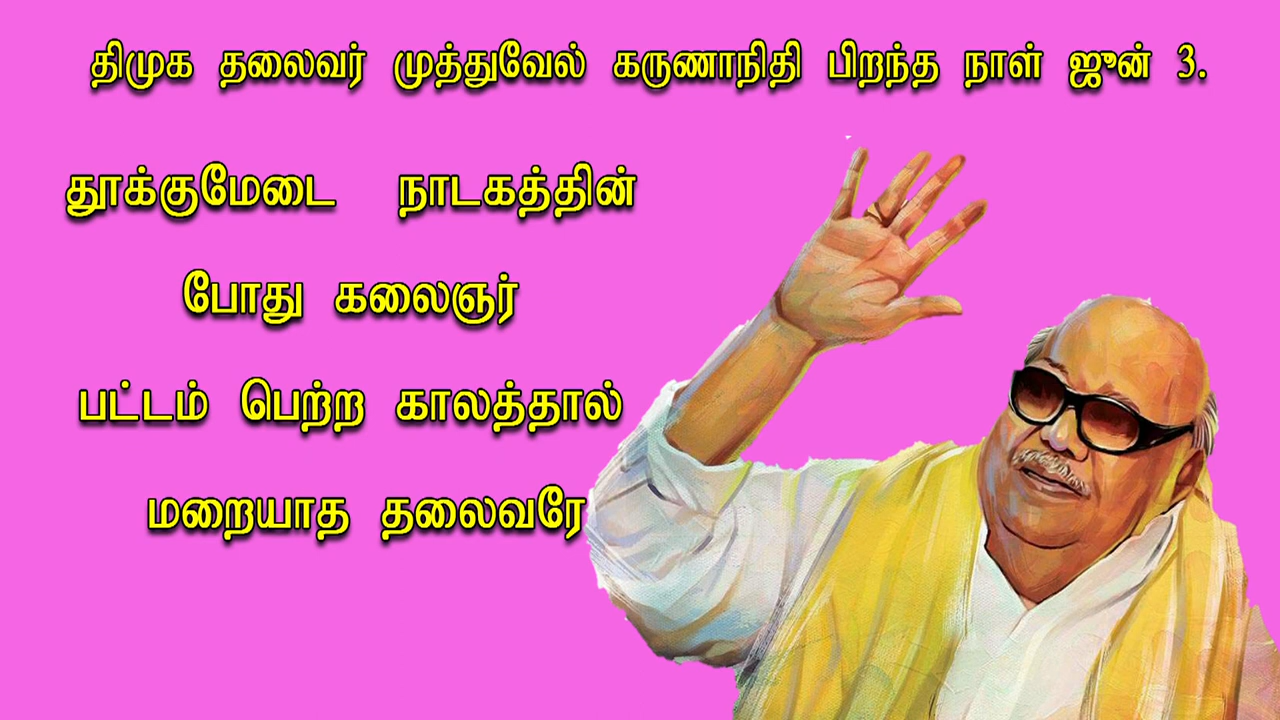 திமுக தலைவர் முத்துவேல் கருணாநிதி பிறந்த நாள் ஜுன் 3.
தூக்குமேடை நாடகத்தின்
போது கலைஞர்
பட்டம் பெற்ற காலத்தால்
மறையாத தலைவரே